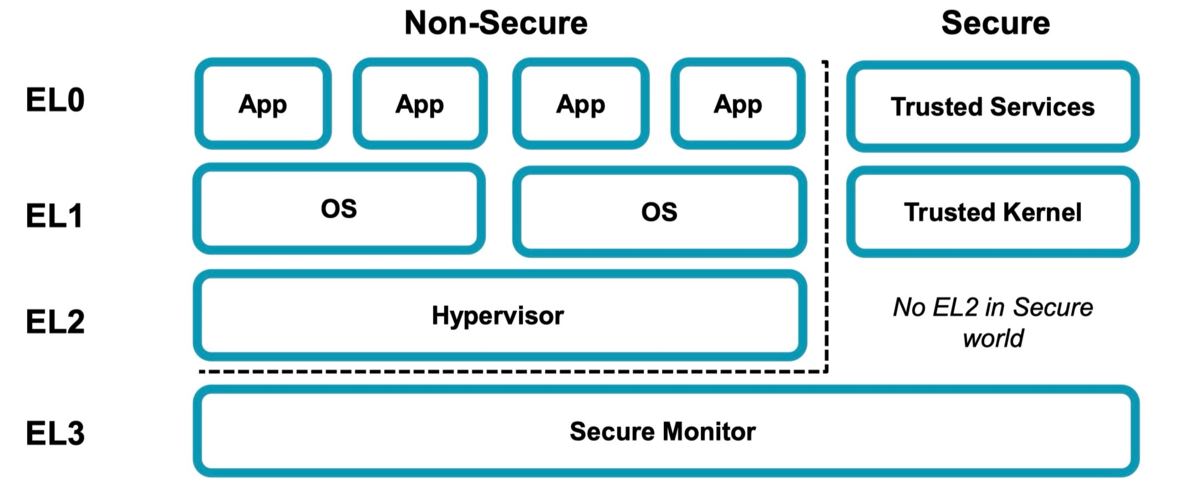 Non-Secure
Secure
EL0
App
App
App
App
Trusted Services
EL1
OS
OS
Trusted Kernel
EL2
Hypervisor
No EL2 in Secure
world
EL3
Secure Monitor